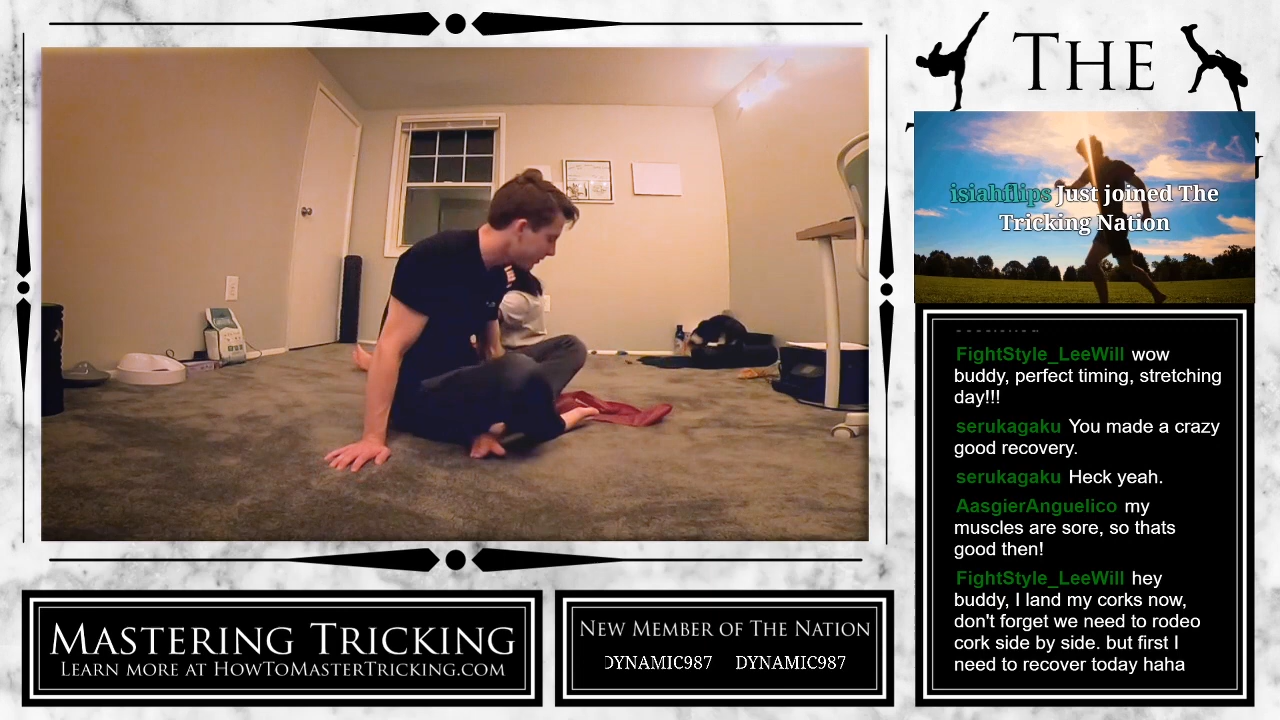 THE
isiahflips Just joined The
Tricking Nation
FightStyle_LeeWill wow
buddy, perfect timing, stretching
day!!!
serukagaku You made a crazy
good recovery.
serukagaku Heck yeah.
AasgierAnguelico my
muscles are sore, so thats
good then!
FightStyle_LeeWill hey
buddy, I land my corks now,
don't forget we need to rodeo
cork side by side. but first I
need to recover today haha
MASTERING TRICKING
LEARN MORE AT HOWTOMASTERTRICKING.COM
NEW MEMBER OF THE NATION
DYNAMIC987 DYNAMIC987